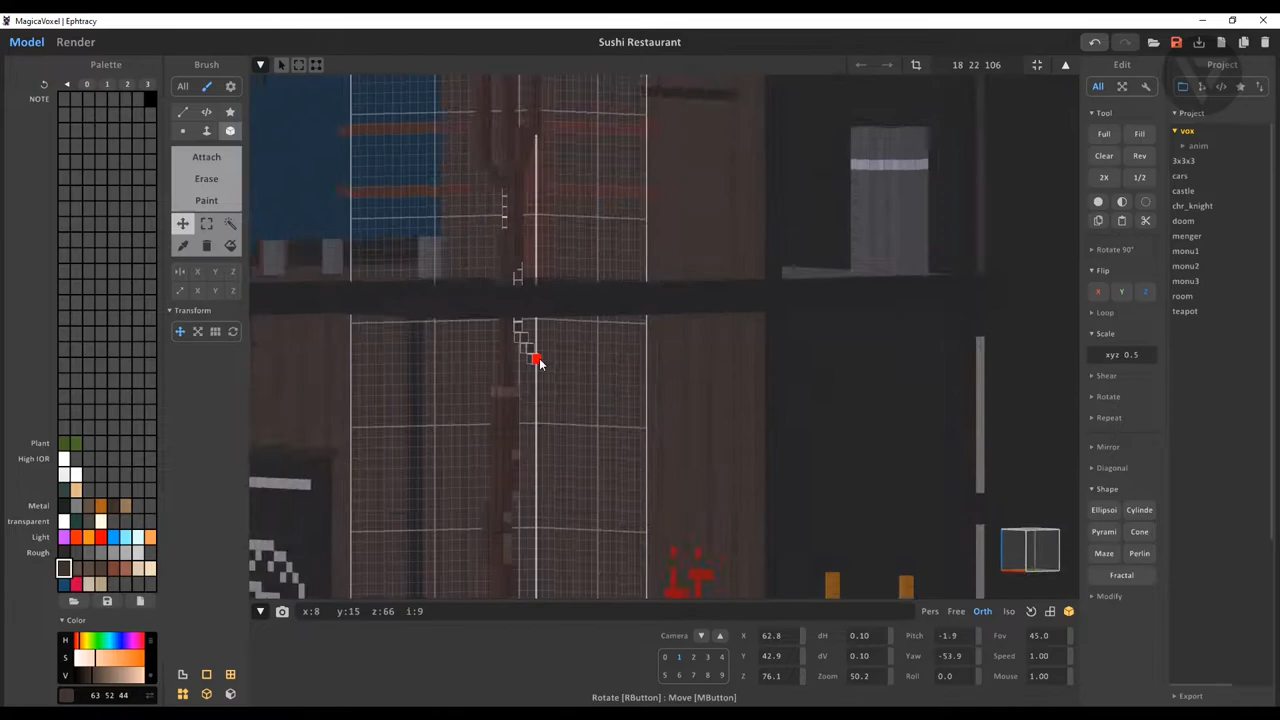 MagicaVoxel | Ephtracy
Model Render
Sushi Restaurant
Palette
Brush
18 22 106
Edit
Project
0 1 2 3
All
All
NOTE
Project
Tool
vox
Full Fill
anim
Attach
Clear Rev
3x3x3
Erase
2X 1/2
cars
Paint
castle
chr_knight
doom
menger
Rotate 90°
monu1
X Y Z
Flip
monu2
X Y Z
X Y Z
monu3
Transform
Loop
room
Scale
teapot
xyz 0.5
Shear
Rotate
Repeat
Plant
Mirror
High IOR
Diagonal
Shape
Metal
Ellipsoi Cylinde
transparent
Pyrami Cone
Light
Maze Perlin
Rough
Fractal
LT
Modify
x:8 y:15 z:66 i:9
Pers Free Orth Iso
Color
H
S
V
Camera X 62.8 dH 0.10 Pitch -1.9 Fov 45.0
0 1 2 3 4 Y 42.9 dV 0.10 Yaw -53.9 Speed 1.00
5 6 7 8 9 Z 76.1 Zoom 50.2 Roll 0.0 Mouse 1.00
63 52 44
Rotate [RButton] : Move [MButton]
Export